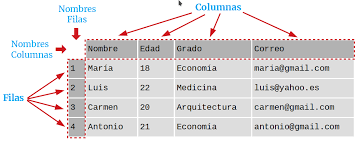 Columnas
Nombres
Filas
Nombres
Columnas
Nombre Edad Grado Correo
1 María 18 Economía maria@gmail.com
2 Luis 22 Medicina luis@yahoo.es
3 Carmen 20 Arquitectura carmen@gmail.com
4 Antonio 21 Economía antonio@gmail.com
Filas